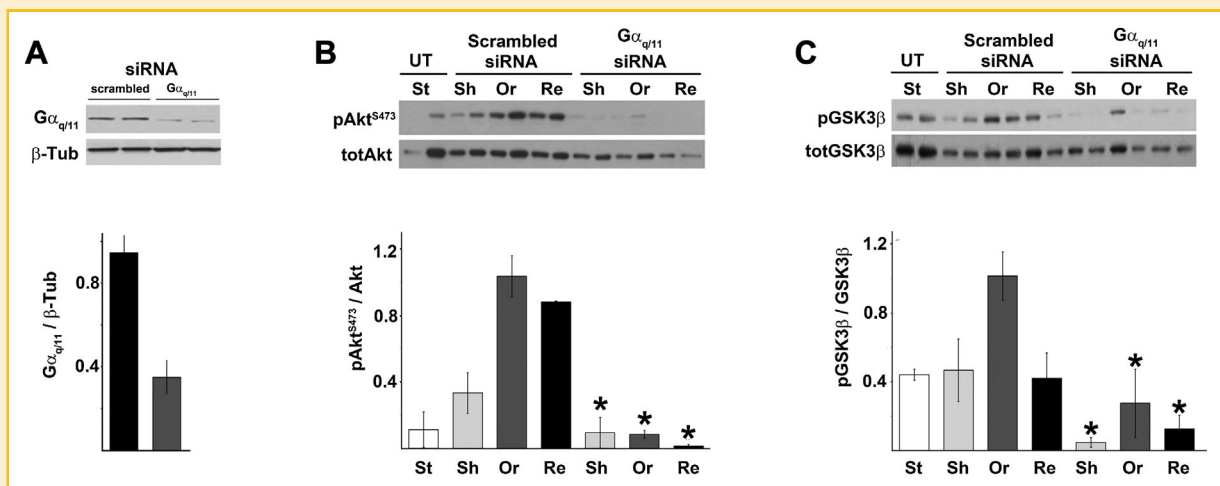 A
siRNA
scrambled Gαq/11
Gαq/11
β-Tub
Gα q/11 / β-Tub
0.8
0.4
B
UT Scrambled siRNA Gαq/11 siRNA
St Sh Or Re Sh Or Re
pAktS473
totAkt
pAktS473 / Akt
1.2
0.8
0.4
* * *
St Sh Or Re Sh Or Re
C
UT Scrambled siRNA Gαq/11 siRNA
St Sh Or Re Sh Or Re
pGSK3β
totGSK3β
pGSK3β / GSK3β
1.2
0.8
0.4
* * *
St Sh Or Re Sh Or Re